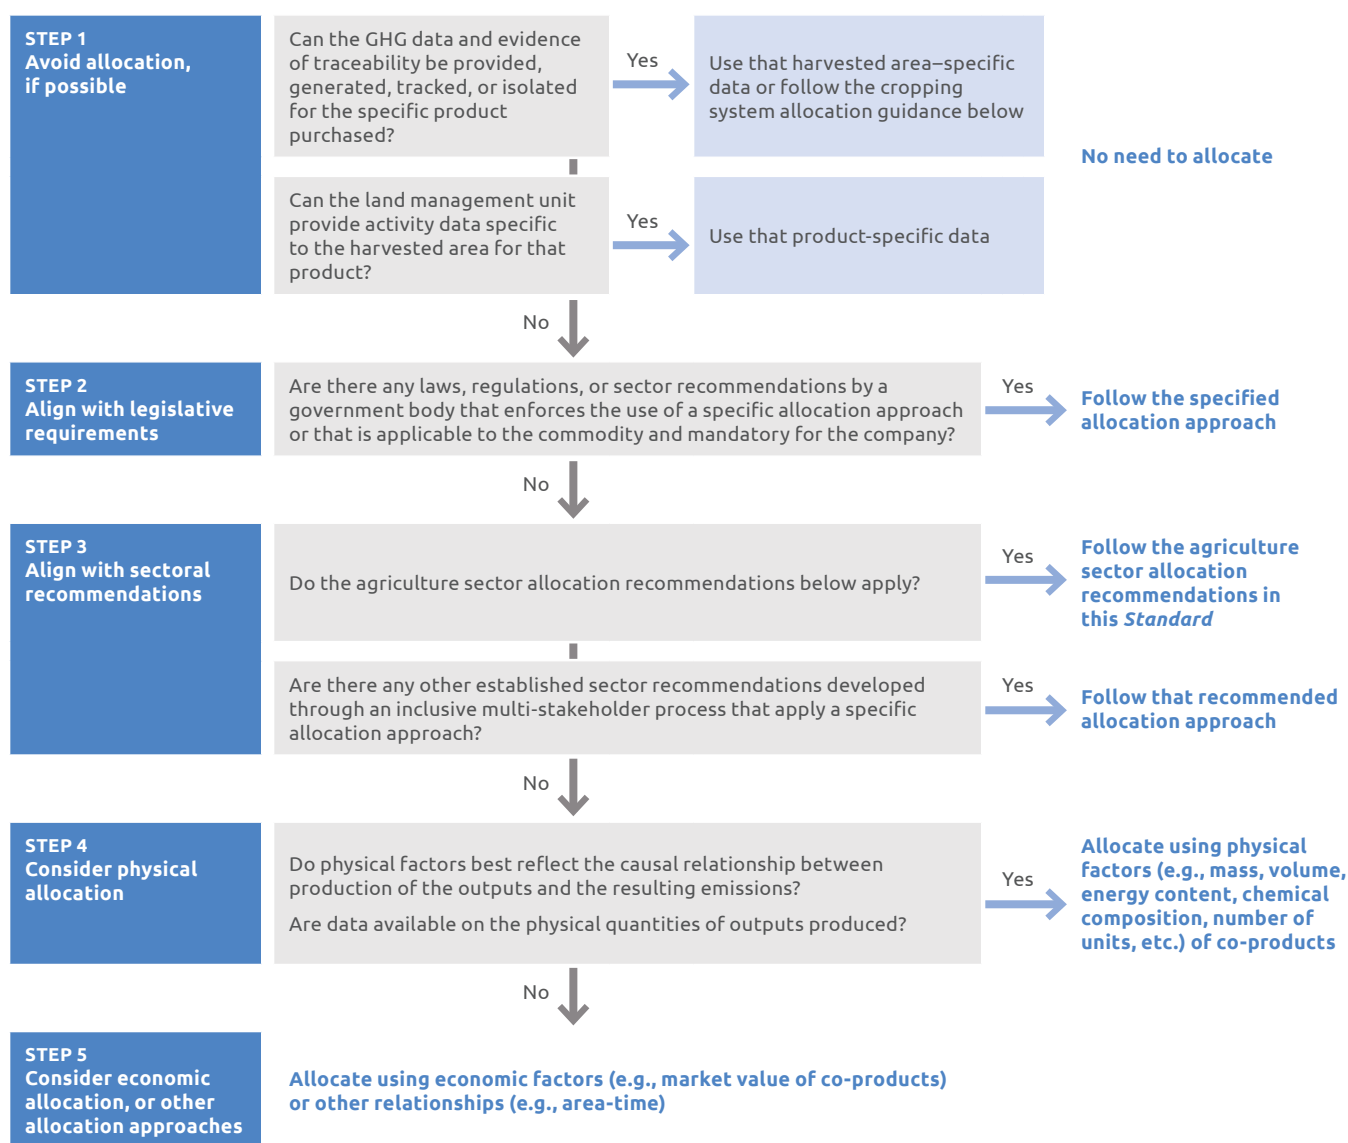 STEP 1
Avoid allocation,
if possible
Can the GHG data and evidence
of traceability be provided,
generated, tracked, or isolated
for the specific product
purchased?
Yes
Use that harvested area–specific
data or follow the cropping
system allocation guidance below
No need to allocate
Can the land management unit
provide activity data specific
to the harvested area for that
product?
Yes
Use that product-specific data
No
STEP 2
Align with legislative
requirements
Are there any laws, regulations, or sector recommendations by a
government body that enforces the use of a specific allocation approach
or that is applicable to the commodity and mandatory for the company?
Yes
Follow the specified
allocation approach
No
STEP 3
Align with sectoral
recommendations
Do the agriculture sector allocation recommendations below apply?
Yes
Follow the agriculture
sector allocation
recommendations in
this Standard
Are there any other established sector recommendations developed
through an inclusive multi-stakeholder process that apply a specific
allocation approach?
Yes
Follow that recommended
allocation approach
No
STEP 4
Consider physical
allocation
Do physical factors best reflect the causal relationship between
production of the outputs and the resulting emissions?
Are data available on the physical quantities of outputs produced?
Yes
Allocate using physical
factors (e.g., mass, volume,
energy content, chemical
composition, number of
units, etc.) of co-products
No
STEP 5
Consider economic
allocation, or other
allocation approaches
Allocate using economic factors (e.g., market value of co-products)
or other relationships (e.g., area-time)